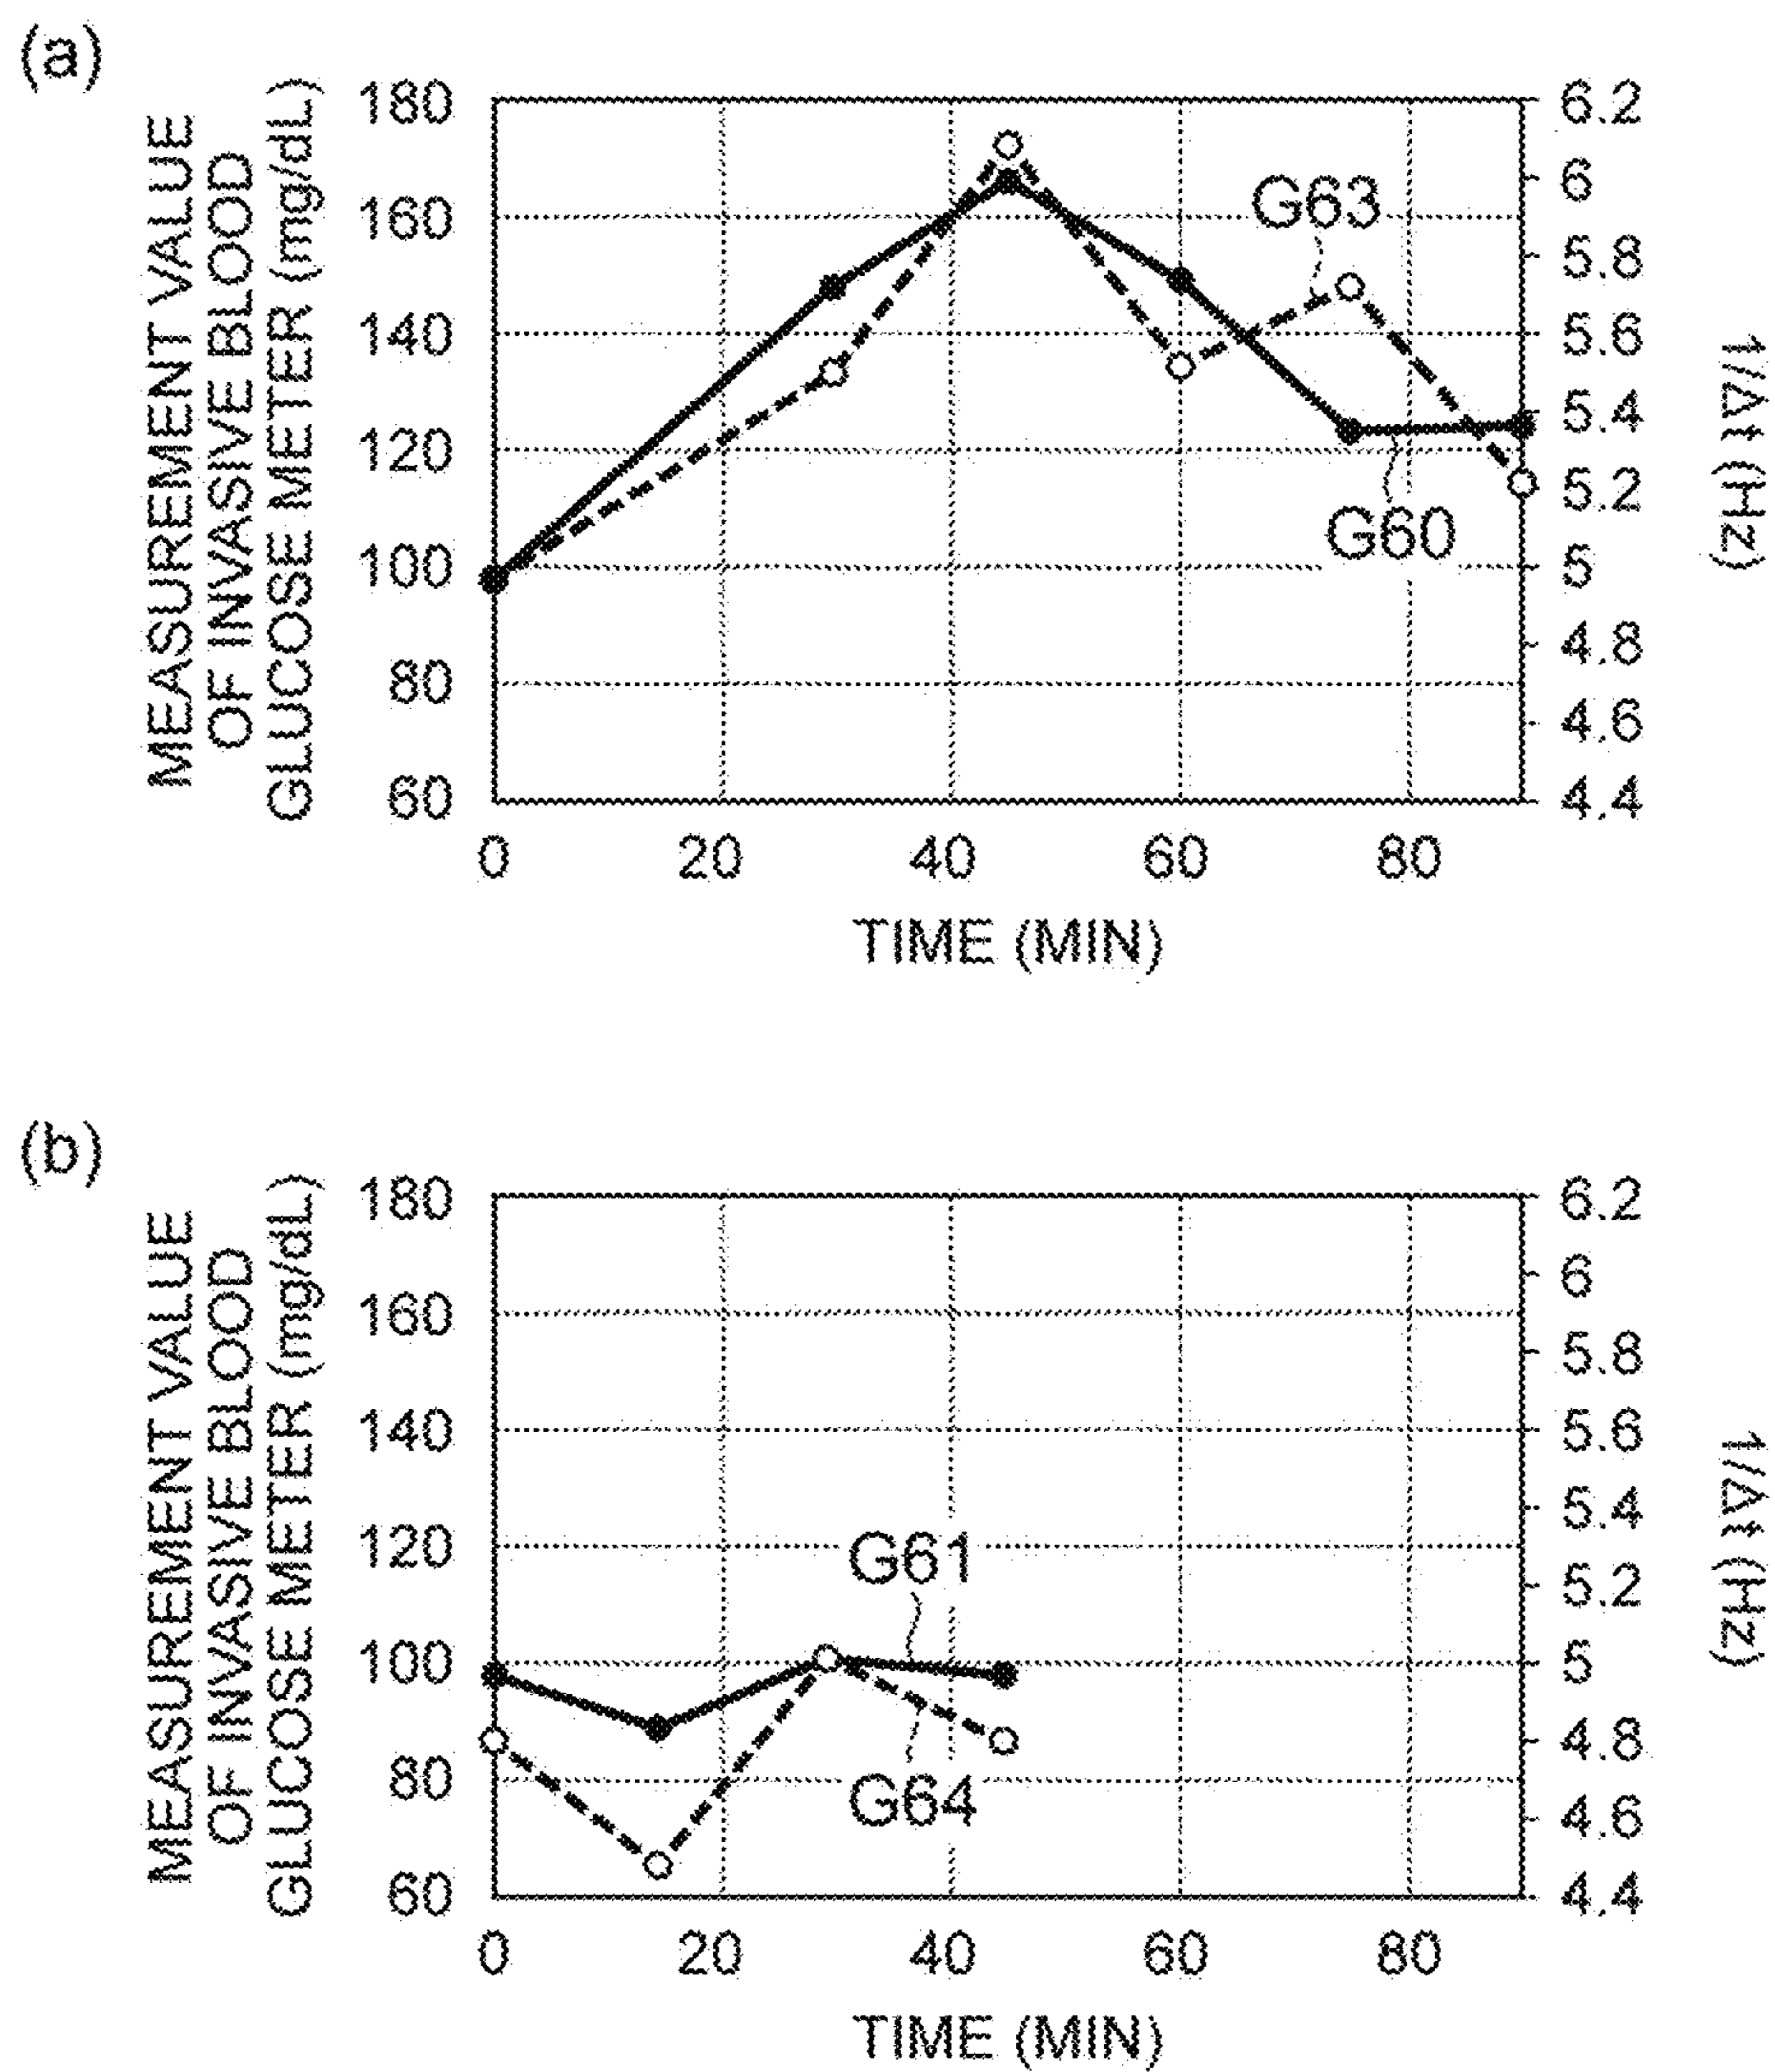 (a)
MEASUREMENT VALUE
OF INVASIVE BLOOD
GLUCOSE METER (mg/dL)
180
160
140
120
100
80
60
6.2
6
5.8
5.6
5.4
5.2
5
4.8
4.6
4.4
1/Δt (Hz)
G63
G60
0 20 40 60 80
TIME (MIN)
(b)
MEASUREMENT VALUE
OF INVASIVE BLOOD
GLUCOSE METER (mg/dL)
180
160
140
120
100
80
60
6.2
6
5.8
5.6
5.4
5.2
5
4.8
4.6
4.4
1/Δt (Hz)
G61
G64
0 20 40 60 80
TIME (MIN)